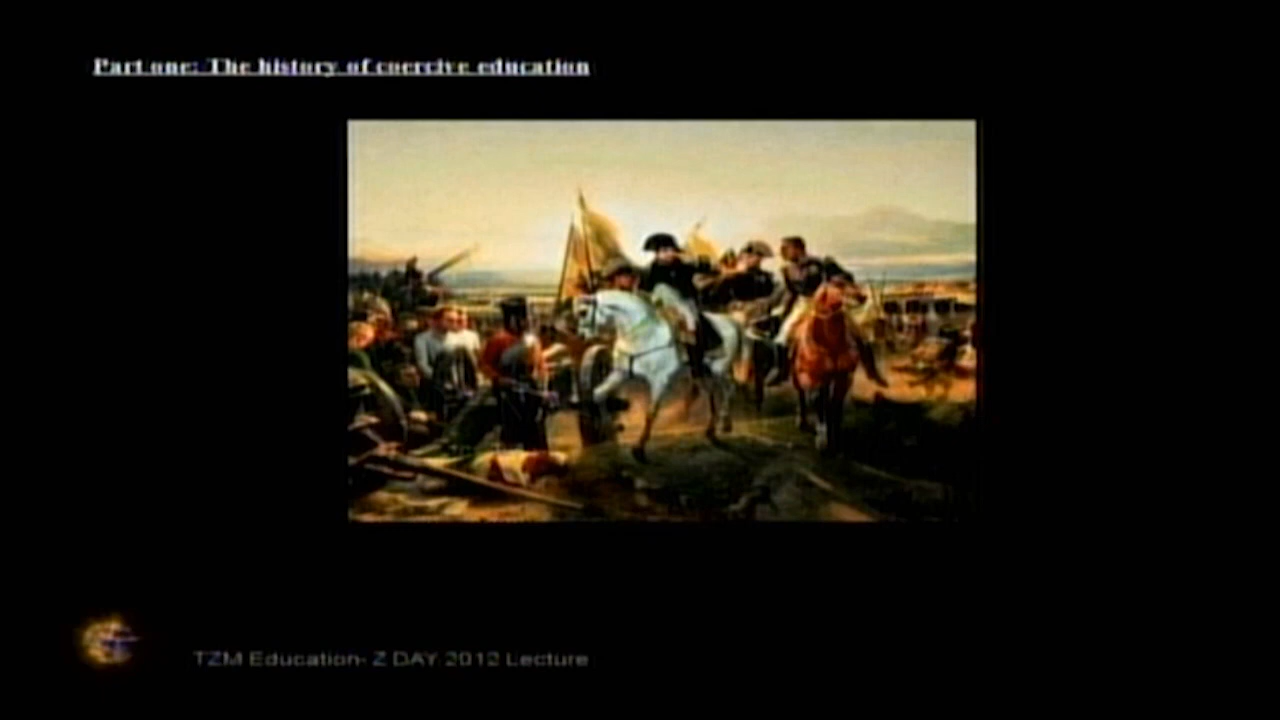 Part one: The history of coercive education
TZM Education- Z DAY 2012 Lecture